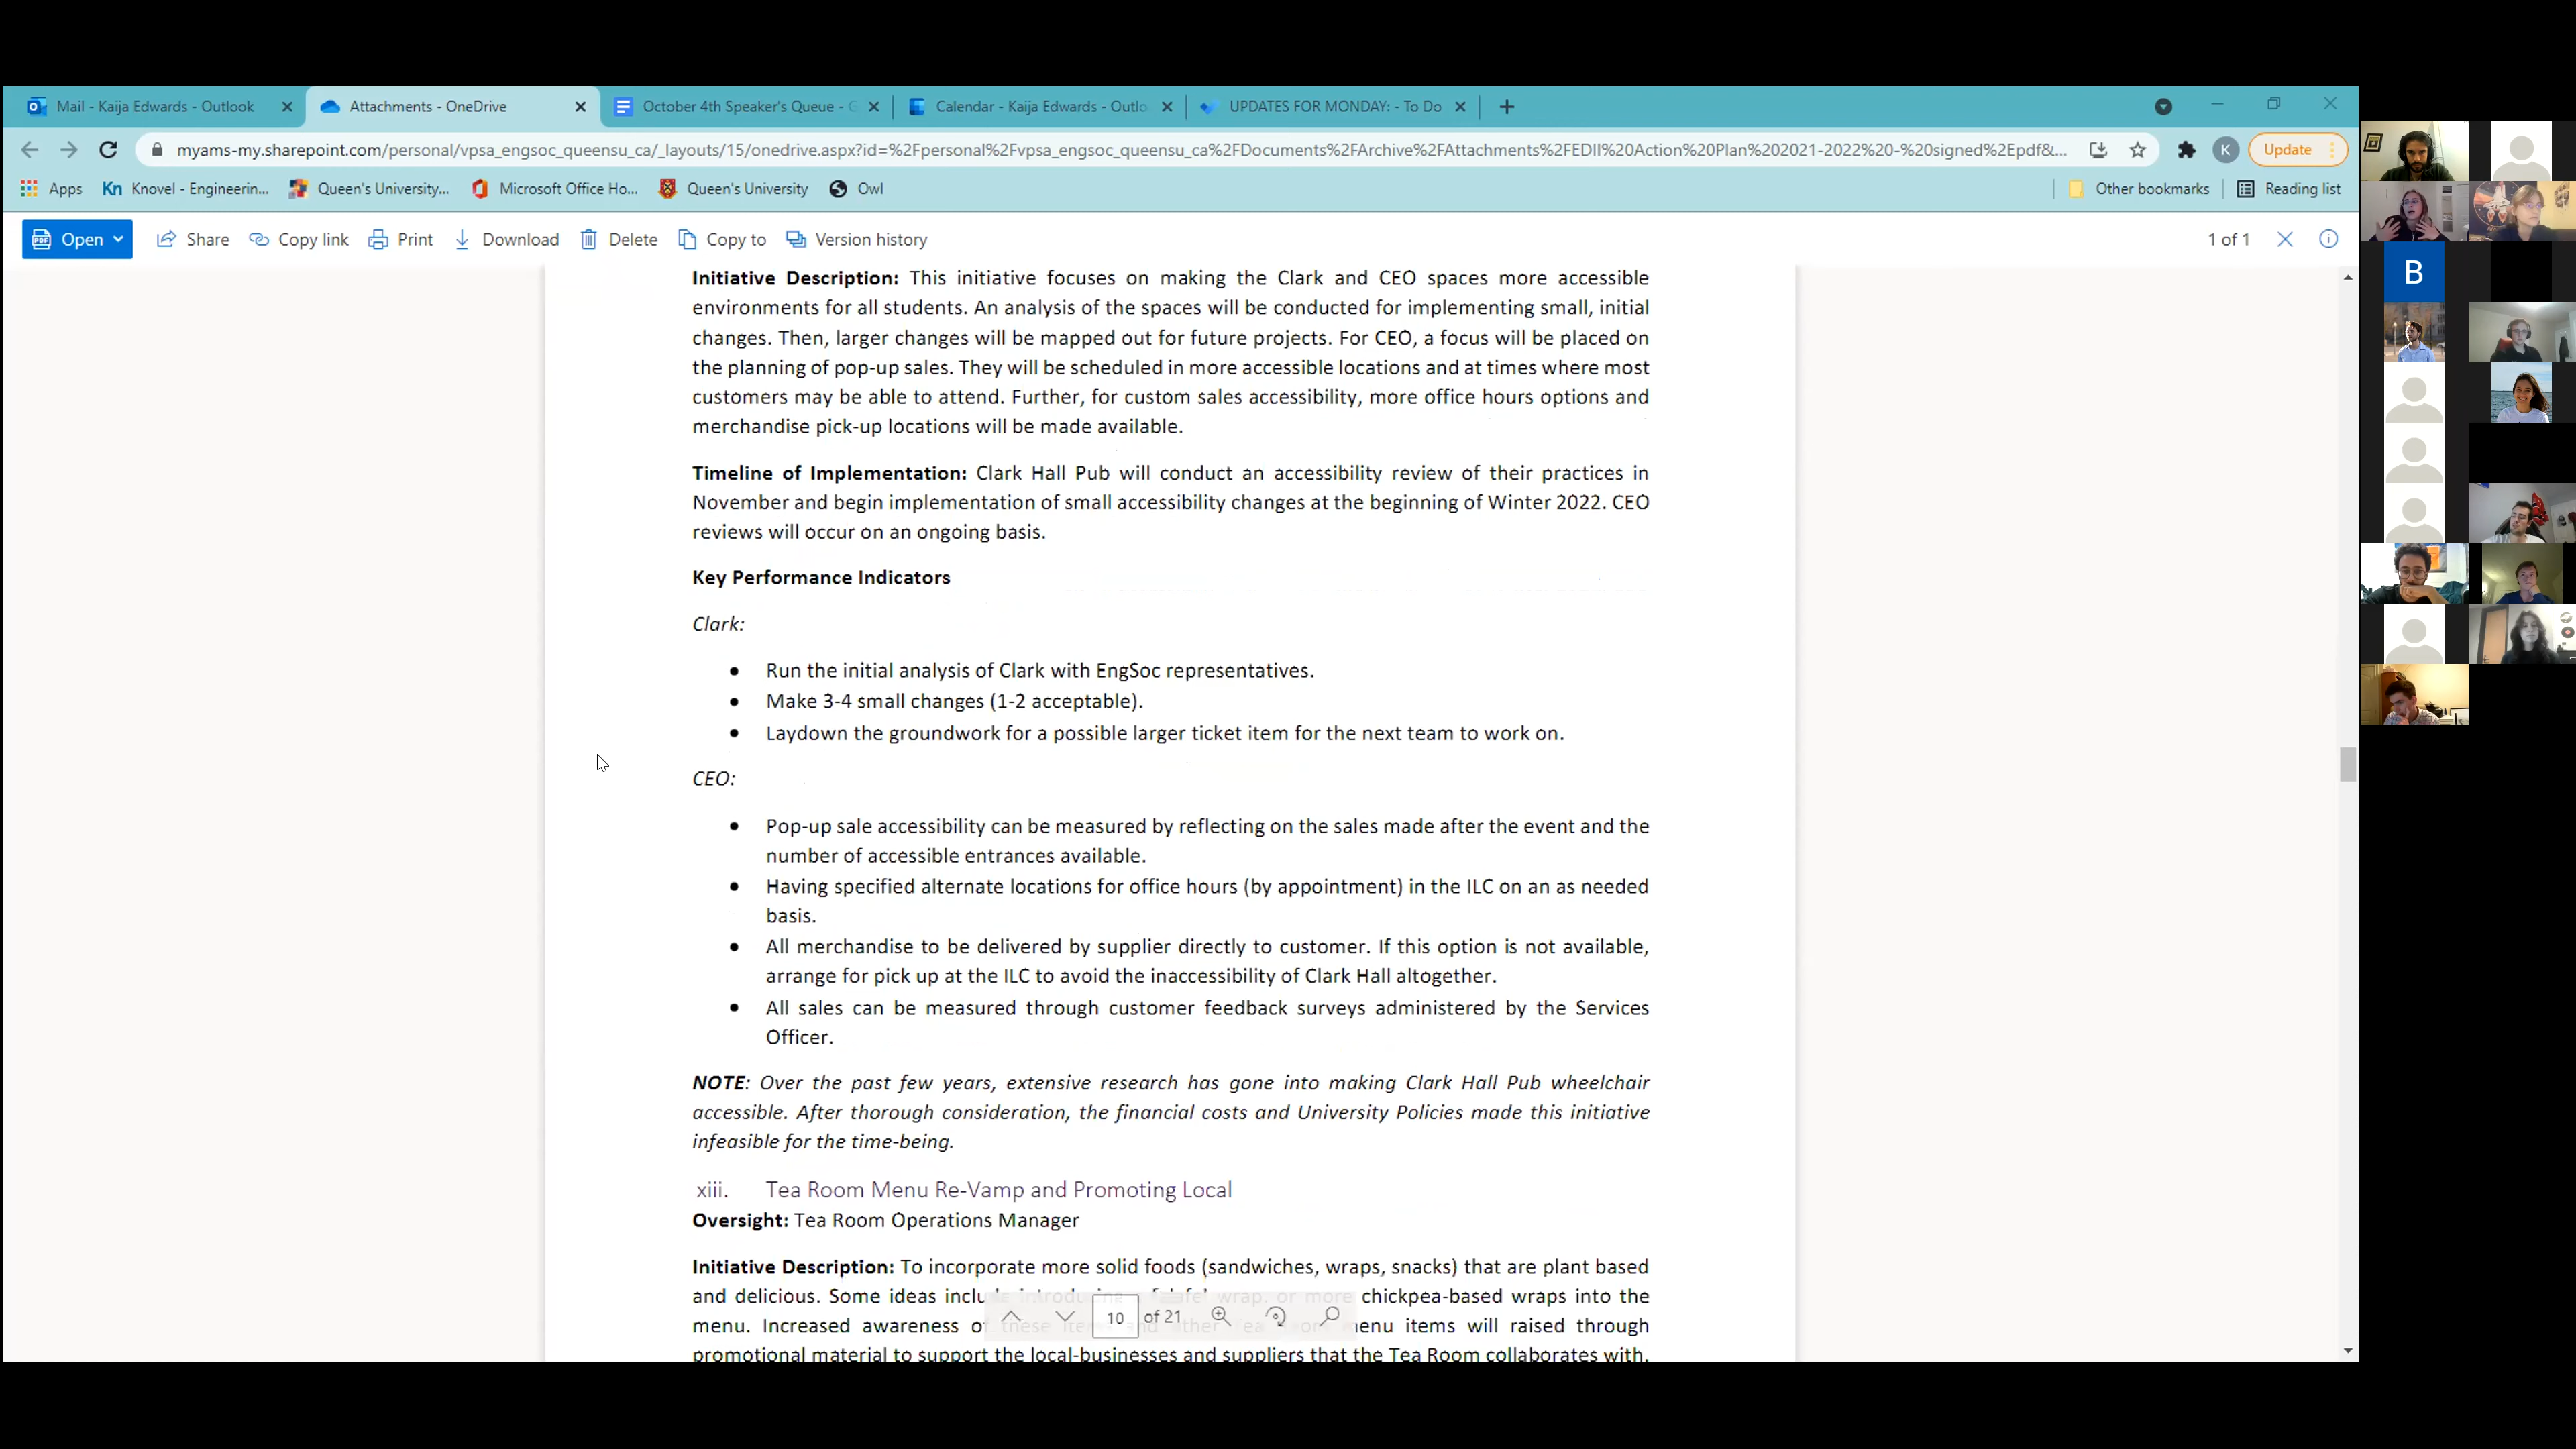 Mail - Kaija Edwards - Outlook
Attachments - OneDrive
October 4th Speaker's Queue - G
Calendar - Kaija Edwards - Outlo
UPDATES FOR MONDAY: - To Do
myams-my.sharepoint.com/personal/vpsa_engsoc_queensu_ca/_layouts/15/onedrive.aspx?id=%2Fpersonal%2Fvpsa_engsoc_queensu_ca%2FDocuments%2FArchive%2FAttachments%2FEDII%20Action%20Plan%202021-2022%20-%20signed%2Epdf&...
K
Update
Apps
Kn Knovel - Engineerin...
Queen's University...
Microsoft Office Ho...
Queen's University
Owl
Other bookmarks
Reading list
Open
Share
Copy link
Print
Download
Delete
Copy to
Version history
1 of 1
Initiative Description: This initiative focuses on making the Clark and CEO spaces more accessible
environments for all students. An analysis of the spaces will be conducted for implementing small, initial
changes. Then, larger changes will be mapped out for future projects. For CEO, a focus will be placed on
the planning of pop-up sales. They will be scheduled in more accessible locations and at times where most
customers may be able to attend. Further, for custom sales accessibility, more office hours options and
merchandise pick-up locations will be made available.
Timeline of Implementation: Clark Hall Pub will conduct an accessibility review of their practices in
November and begin implementation of small accessibility changes at the beginning of Winter 2022. CEO
reviews will occur on an ongoing basis.
Key Performance Indicators
Clark:
• Run the initial analysis of Clark with EngSoc representatives.
• Make 3-4 small changes (1-2 acceptable).
• Laydown the groundwork for a possible larger ticket item for the next team to work on.
CEO:
• Pop-up sale accessibility can be measured by reflecting on the sales made after the event and the
number of accessible entrances available.
• Having specified alternate locations for office hours (by appointment) in the ILC on an as needed
basis.
• All merchandise to be delivered by supplier directly to customer. If this option is not available,
arrange for pick up at the ILC to avoid the inaccessibility of Clark Hall altogether.
• All sales can be measured through customer feedback surveys administered by the Services
Officer.
NOTE: Over the past few years, extensive research has gone into making Clark Hall Pub wheelchair
accessible. After thorough consideration, the financial costs and University Policies made this initiative
infeasible for the time-being.
xiii. Tea Room Menu Re-Vamp and Promoting Local
Oversight: Tea Room Operations Manager
Initiative Description: To incorporate more solid foods (sandwiches, wraps, snacks) that are plant based
and delicious. Some ideas include introducing falafel wrap, or more chickpea-based wraps into the
menu. Increased awareness of these items and other Tea Room menu items will raised through
promotional material to support the local-businesses and suppliers that the Tea Room collaborates with.
10 of 21
B